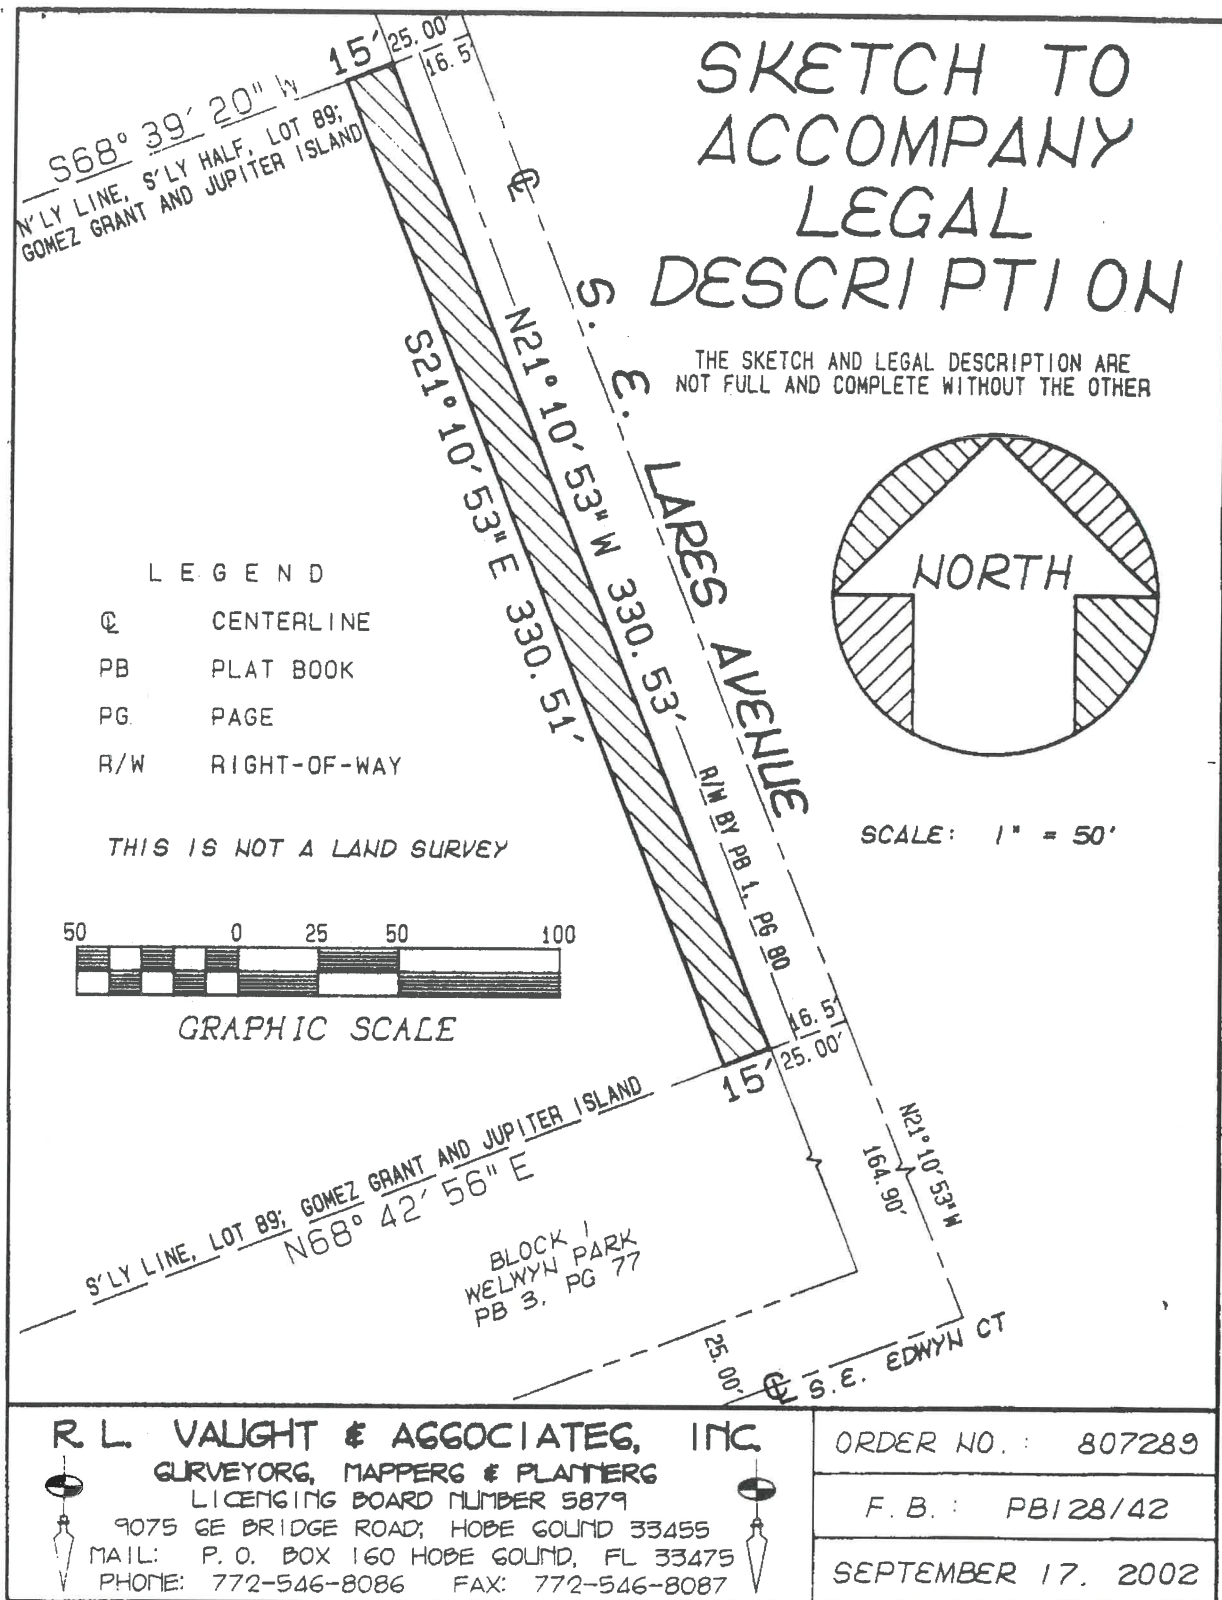 SKETCH TO
ACCOMPANY
LEGAL
DESCRIPTION
THE SKETCH AND LEGAL DESCRIPTION ARE
NOT FULL AND COMPLETE WITHOUT THE OTHER
15'
25.00'
16.5'
S68° 39' 20" W
N'LY LINE, S'LY HALF, LOT 89;
GOMEZ GRANT AND JUPITER ISLAND
℄
S. E. LARES AVENUE
N21° 10' 53" W 330.53'
S21° 10' 53" E 330.51'
NORTH
LEGEND
℄ CENTERLINE
PB PLAT BOOK
PG. PAGE
R/W RIGHT-OF-WAY
THIS IS NOT A LAND SURVEY
R/W BY PB 1, PG 80
SCALE: 1" = 50'
50 0 25 50 100
GRAPHIC SCALE
16.5'
25.00'
15'
S'LY LINE, LOT 89; GOMEZ GRANT AND JUPITER ISLAND
N68° 42' 56" E
N21° 10' 53" W
164.90'
BLOCK 1
WELWYN PARK
PB 3, PG 77
25.00'
℄ S.E. EDWYN CT
R. L. VAUGHT & ASSOCIATES, INC.
SURVEYORS, MAPPERS & PLANNERS
LICENSING BOARD NUMBER 5879
9075 SE BRIDGE ROAD; HOBE SOUND 33455
MAIL: P. O. BOX 160 HOBE SOUND, FL 33475
PHONE: 772-546-8086 FAX: 772-546-8087
ORDER NO.: 807289
F. B.: PB128/42
SEPTEMBER 17. 2002